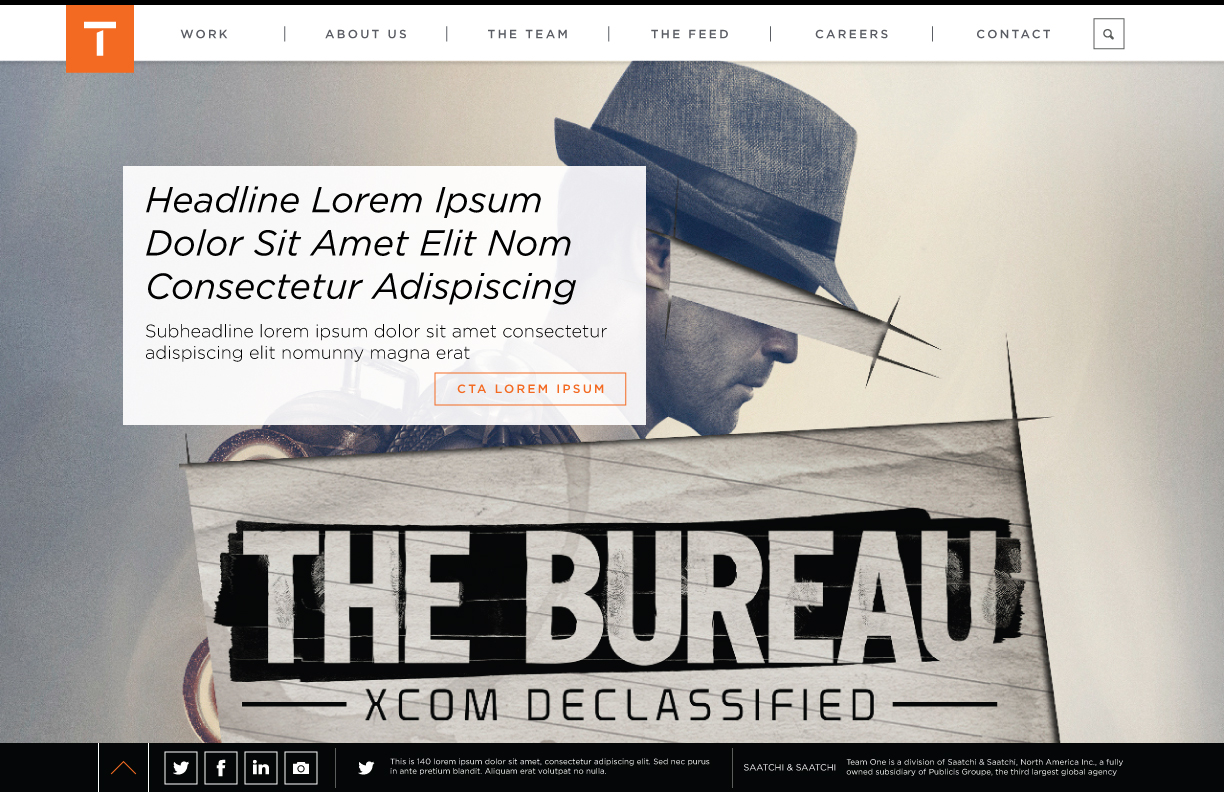 T
WORK
ABOUT US
THE TEAM
THE FEED
CAREERS
CONTACT
Headline Lorem Ipsum
Dolor Sit Amet Elit Nom
Consectetur Adispiscing
Subheadline lorem ipsum dolor sit amet consectetur
adispiscing elit nomunny magna erat
CTA LOREM IPSUM
THE BUREAU
XCOM DECLASSIFIED
f
in
This is 140 lorem ipsum dolor sit amet, consectetur adipiscing elit. Sed nec purus
in ante pretium blandit. Aliquam erat volutpat no nulla.
SAATCHI & SAATCHI
Team One is a division of Saatchi & Saatchi, North America Inc., a fully
owned subsidiary of Publicis Groupe, the third largest global agency